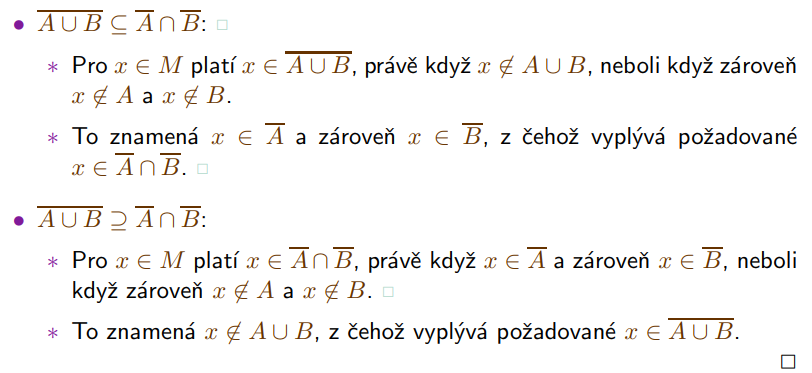 • $\overline{A \cup B} \subseteq \overline{A} \cap \overline{B}$: □
∗ Pro $x \in M$ platí $x \in \overline{A \cup B}$, právě když $x \notin A \cup B$, neboli když zároveň
$x \notin A$ a $x \notin B$.
∗ To znamená $x \in \overline{A}$ a zároveň $x \in \overline{B}$, z čehož vyplývá požadované
$x \in \overline{A} \cap \overline{B}$. □
• $\overline{A \cup B} \supseteq \overline{A} \cap \overline{B}$:
∗ Pro $x \in M$ platí $x \in \overline{A} \cap \overline{B}$, právě když $x \in \overline{A}$ a zároveň $x \in \overline{B}$, neboli
když zároveň $x \notin A$ a $x \notin B$. □
∗ To znamená $x \notin A \cup B$, z čehož vyplývá požadované $x \in \overline{A \cup B}$.
□